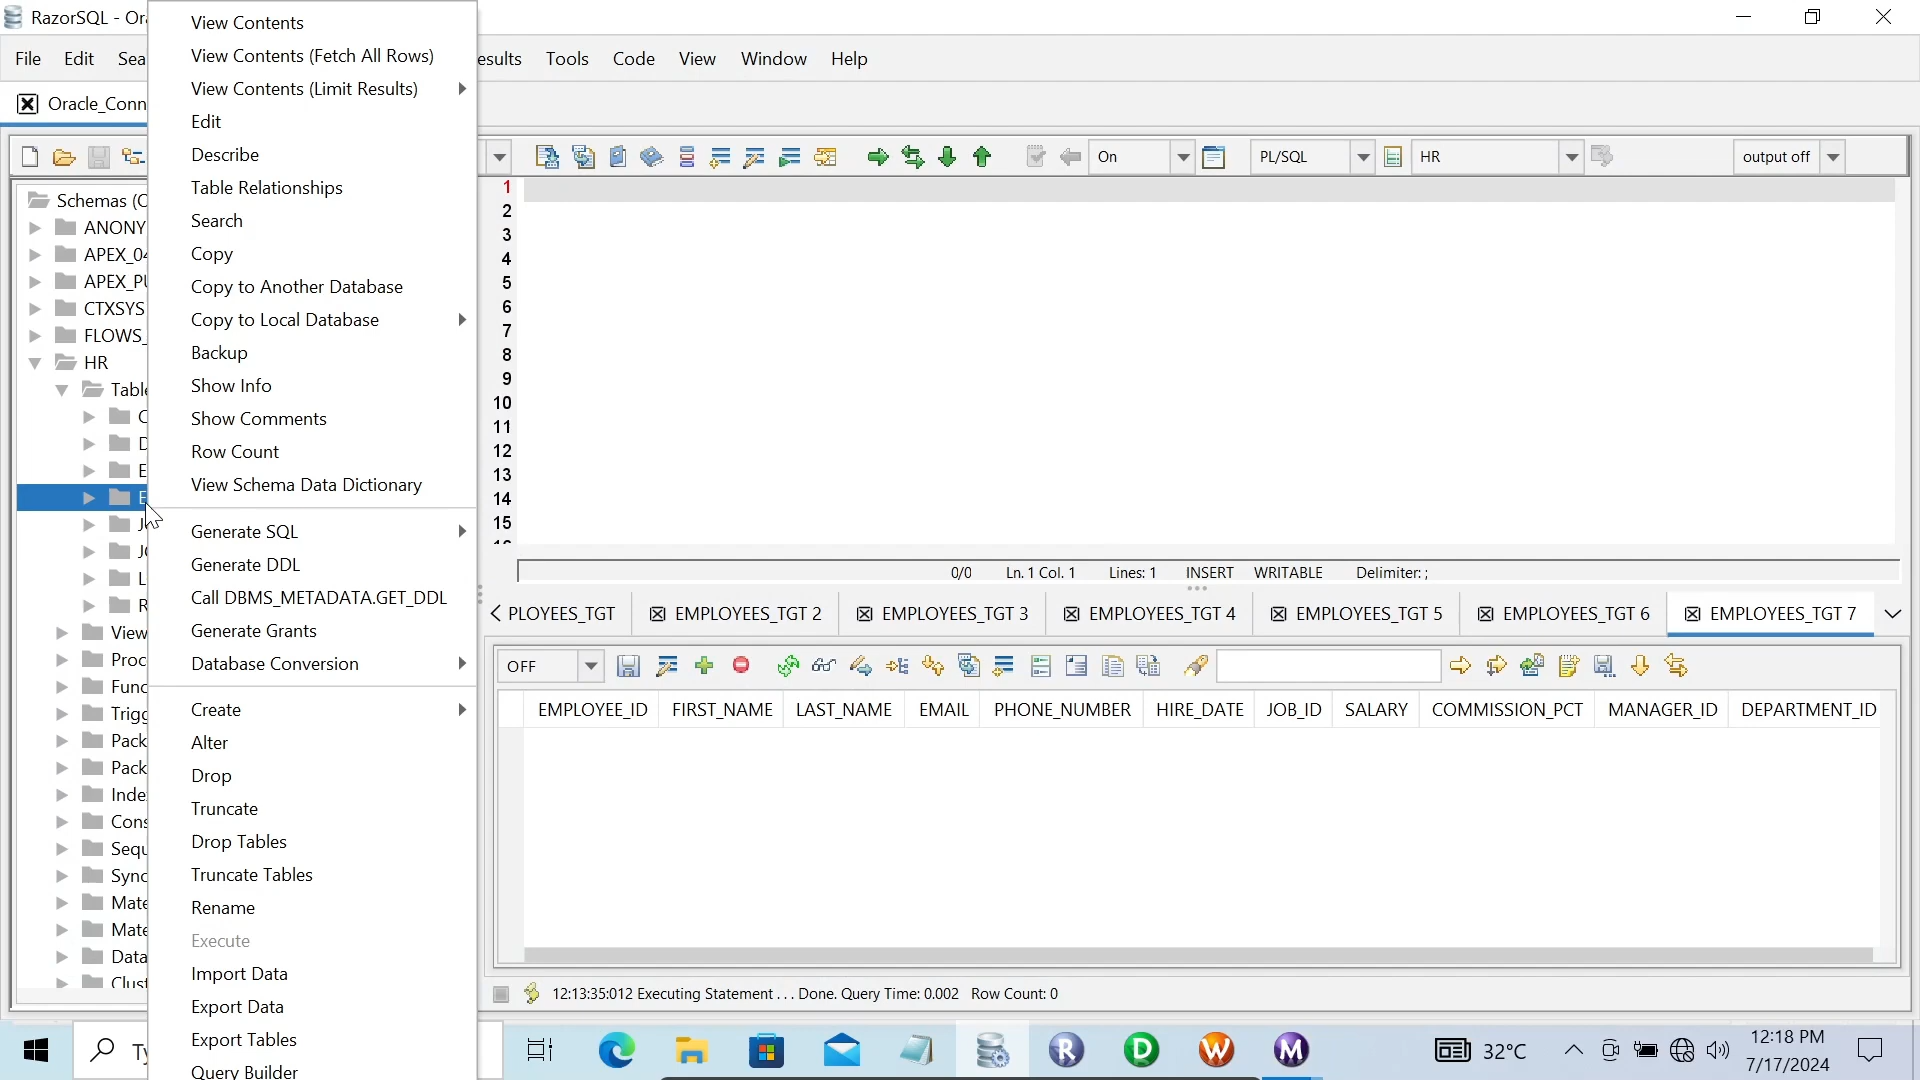 RazorSQL - Ora
File Edit Sea esults Tools Code View Window Help
Oracle_Conn
On PL/SQL HR output off
Schemas (O
ANONY
APEX_04
APEX_PU
CTXSYS
FLOWS_
HR
Table
C
D
E
E
J
JO
L
R
View
Proc
Func
Trigg
Pack
Pack
Inde
Cons
Sequ
Sync
Mate
Mate
Data
Clust
View Contents
View Contents (Fetch All Rows)
View Contents (Limit Results)
Edit
Describe
Table Relationships
Search
Copy
Copy to Another Database
Copy to Local Database
Backup
Show Info
Show Comments
Row Count
View Schema Data Dictionary
Generate SQL
Generate DDL
Call DBMS_METADATA.GET_DDL
Generate Grants
Database Conversion
Create
Alter
Drop
Truncate
Drop Tables
Truncate Tables
Rename
Execute
Import Data
Export Data
Export Tables
Query Builder
1
2
3
4
5
6
7
8
9
10
11
12
13
14
15
0/0 Ln. 1 Col. 1 Lines: 1 INSERT WRITABLE Delimiter: ;
PLOYEES_TGT EMPLOYEES_TGT 2 EMPLOYEES_TGT 3 EMPLOYEES_TGT 4 EMPLOYEES_TGT 5 EMPLOYEES_TGT 6 EMPLOYEES_TGT 7
OFF
EMPLOYEE_ID FIRST_NAME LAST_NAME EMAIL PHONE_NUMBER HIRE_DATE JOB_ID SALARY COMMISSION_PCT MANAGER_ID DEPARTMENT_ID
12:13:35:012 Executing Statement . . . Done. Query Time: 0.002 Row Count: 0
Ty
R D W M 32°C
12:18 PM
7/17/2024